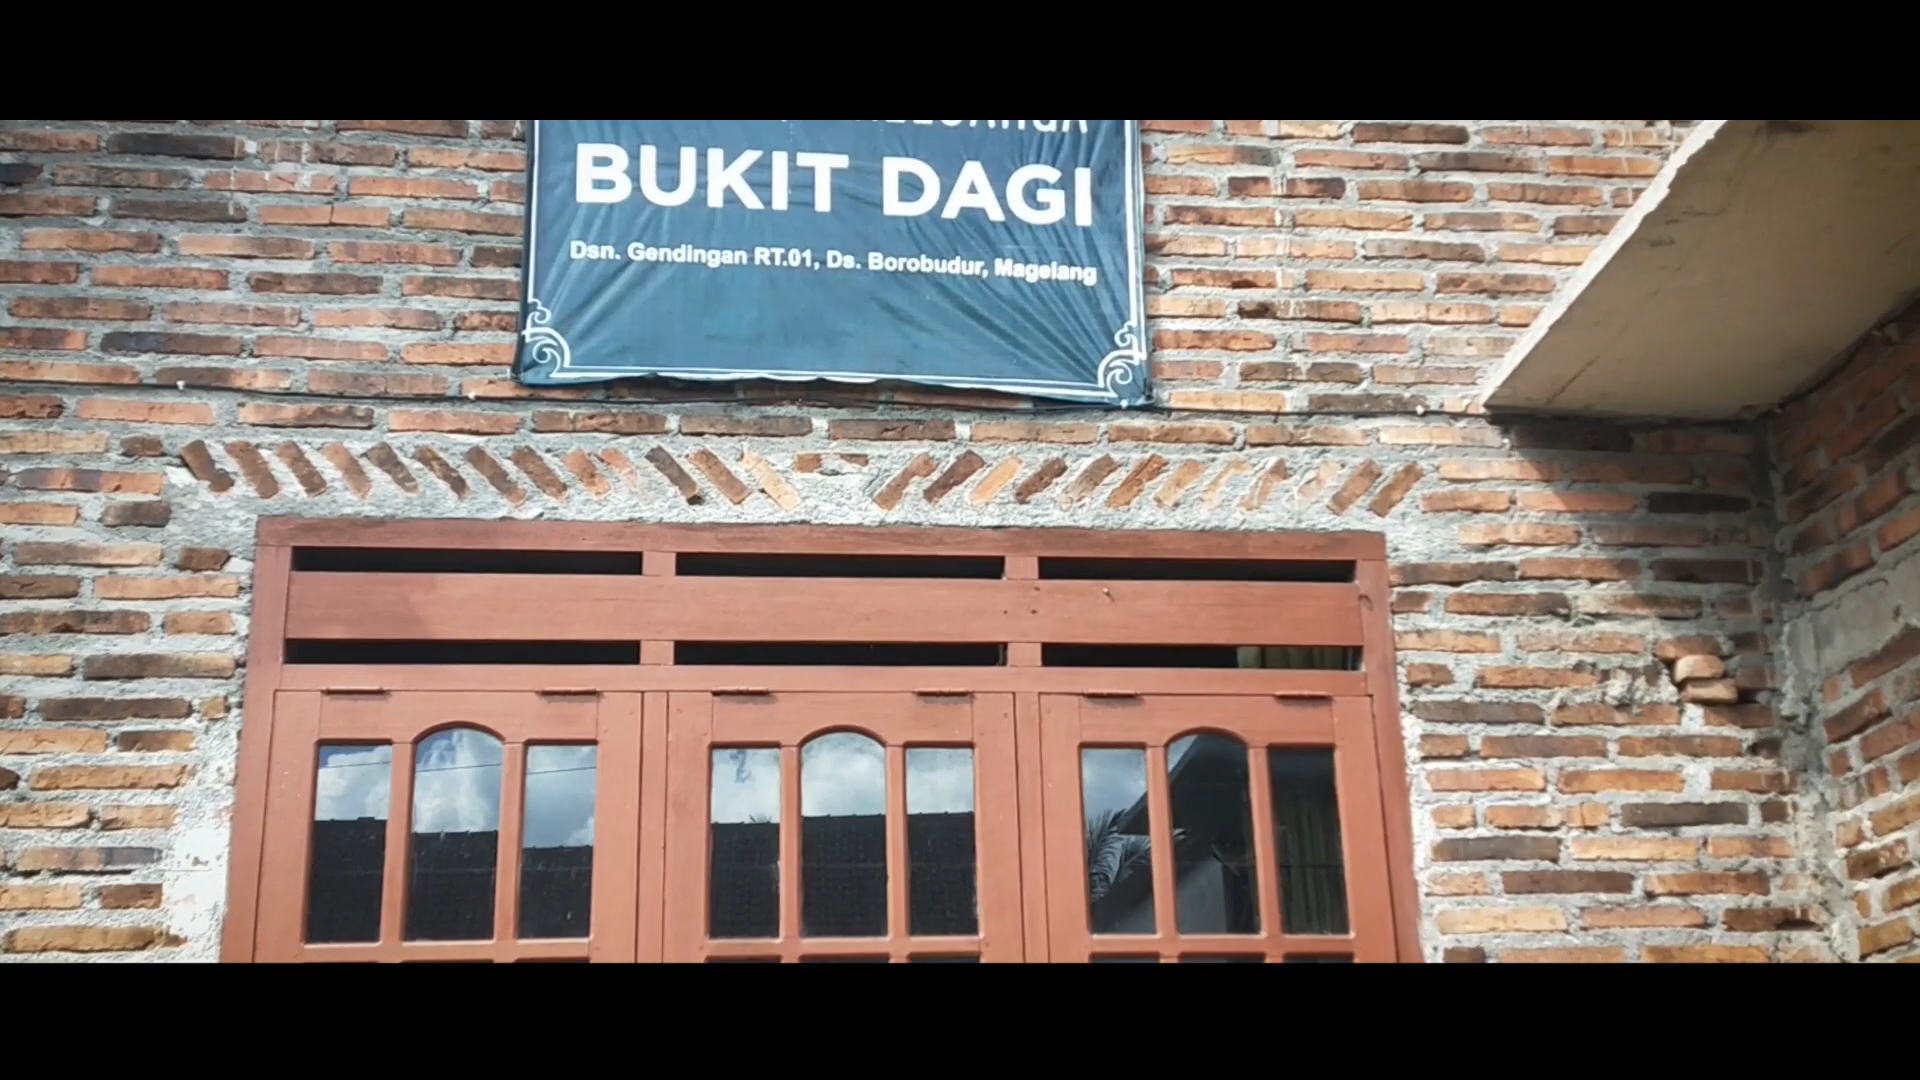 BUKIT DAGI
Dsn. Gendingan RT.01, Ds. Borobudur, Magelang